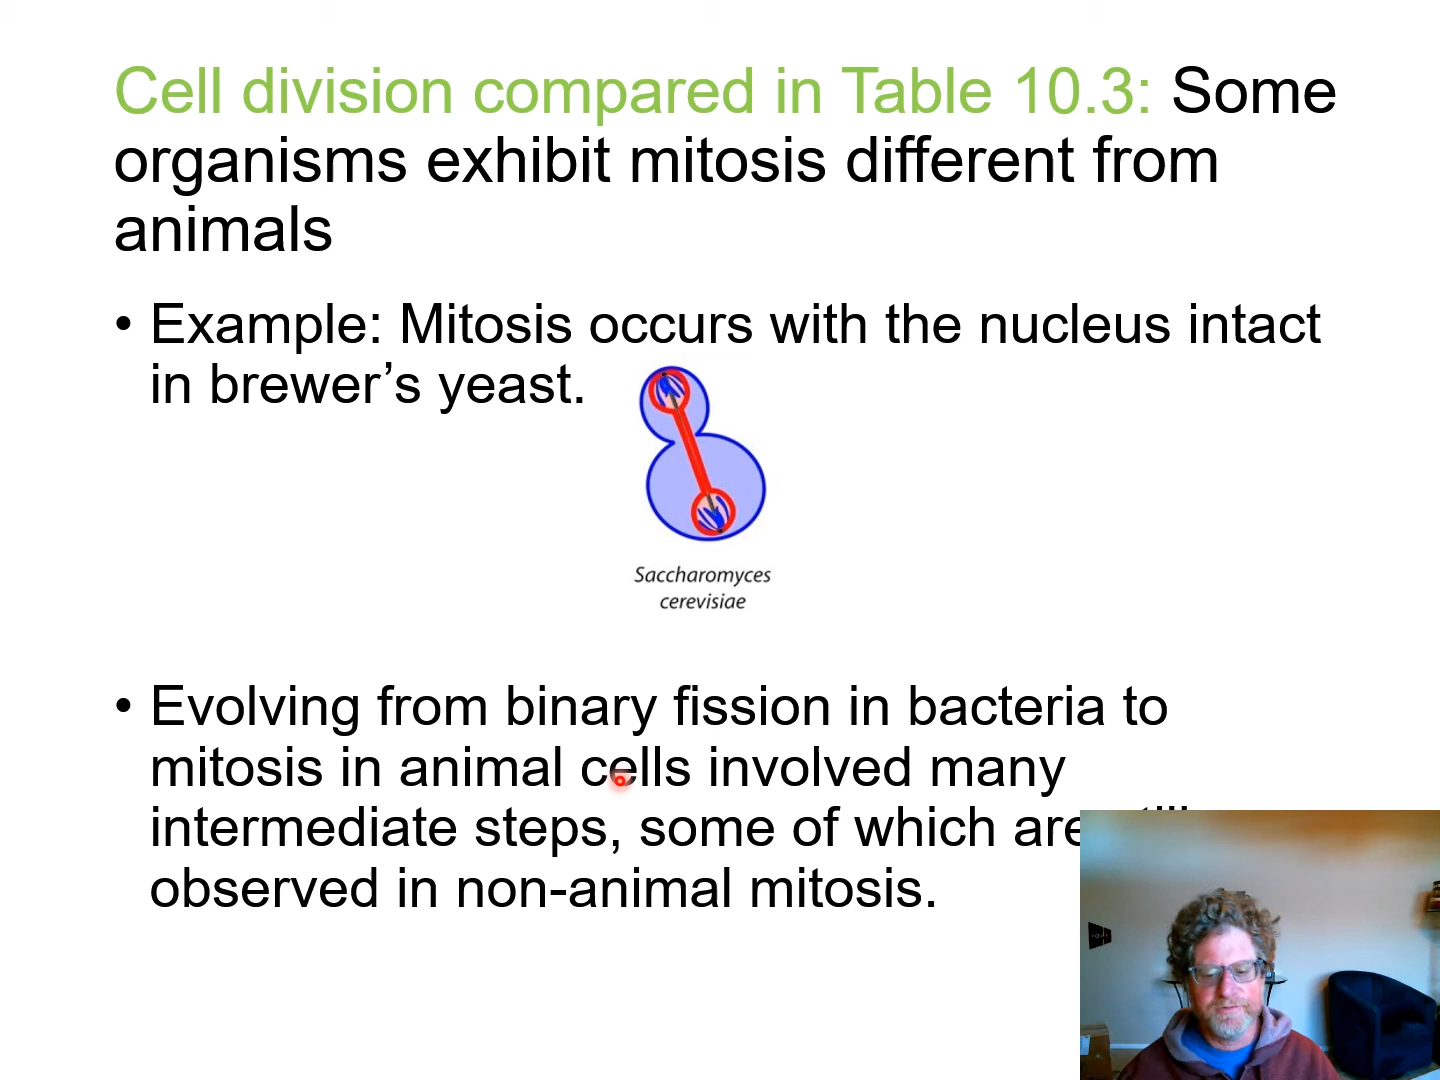 Cell division compared in Table 10.3: Some
organisms exhibit mitosis different from
animals
• Example: Mitosis occurs with the nucleus intact
in brewer’s yeast.
Saccharomyces
cerevisiae
• Evolving from binary fission in bacteria to
mitosis in animal cells involved many
intermediate steps, some of which are
observed in non-animal mitosis.